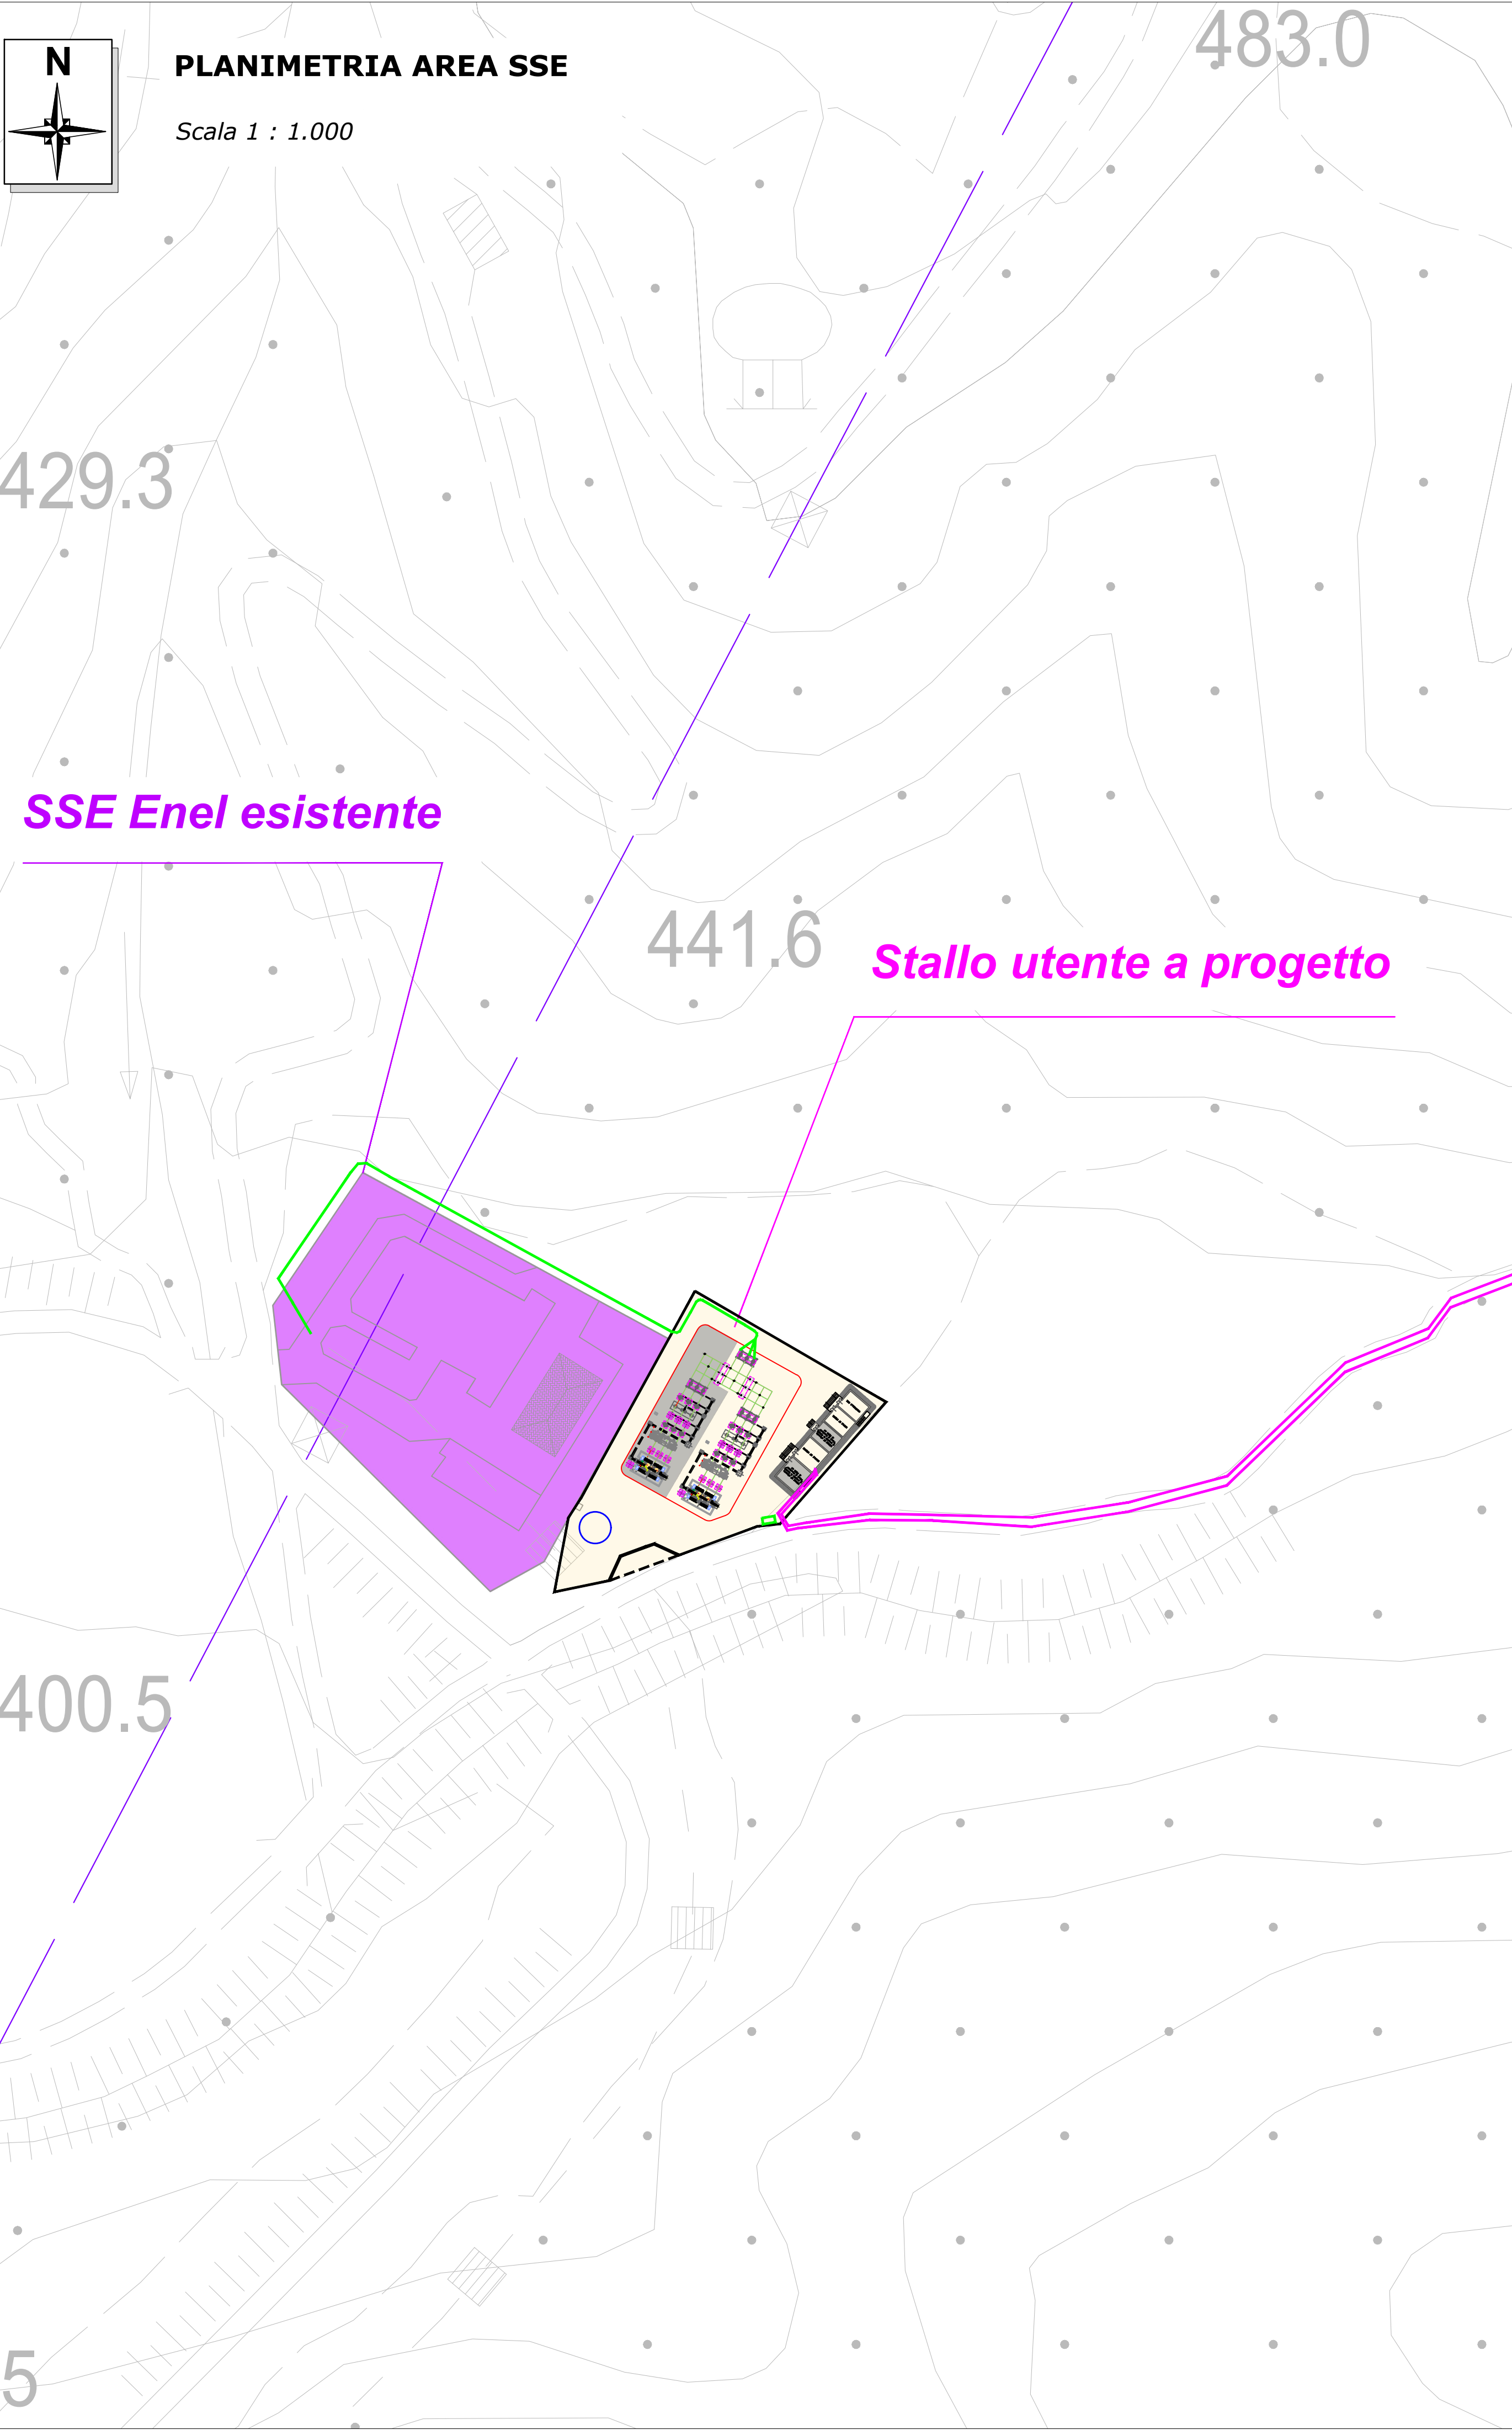 N
PLANIMETRIA AREA SSE
Scala 1 : 1.000
483.0
429.3
SSE Enel esistente
441.6
Stallo utente a progetto
400.5
5